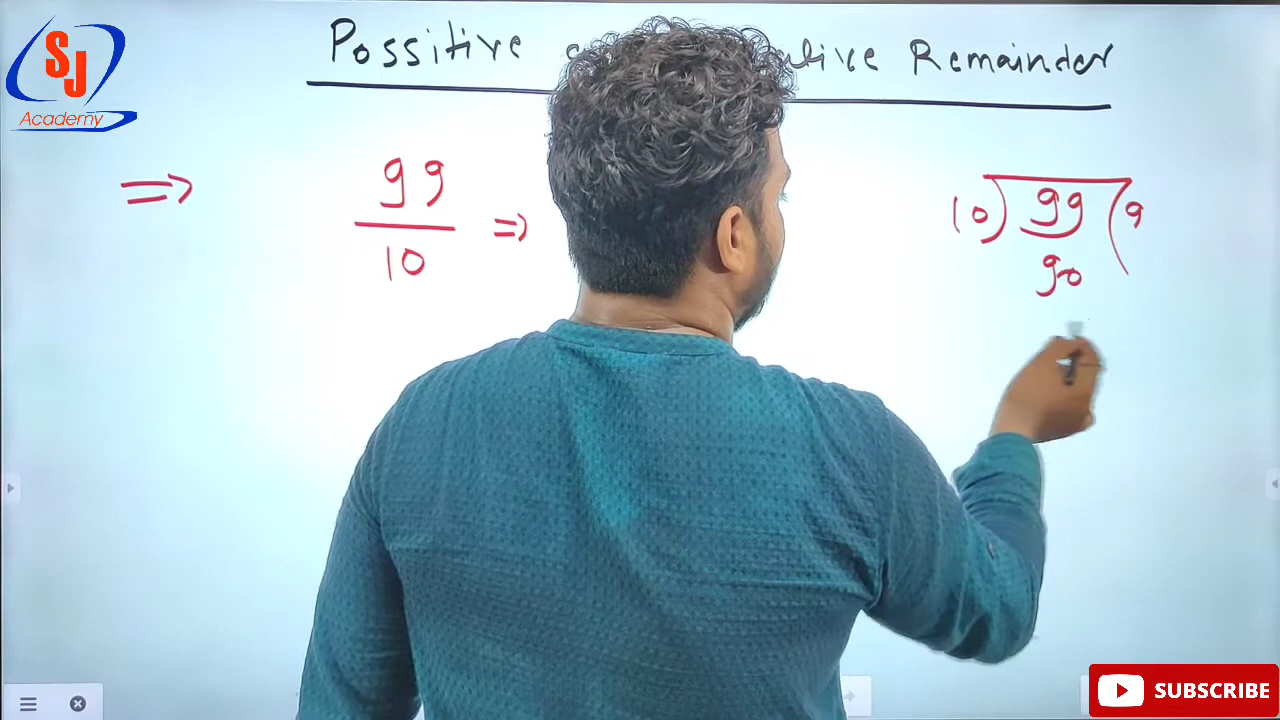 SJ
Academy
Possitive Remainder
=> 99
10 =>
10) 99 (9
90
SUBSCRIBE